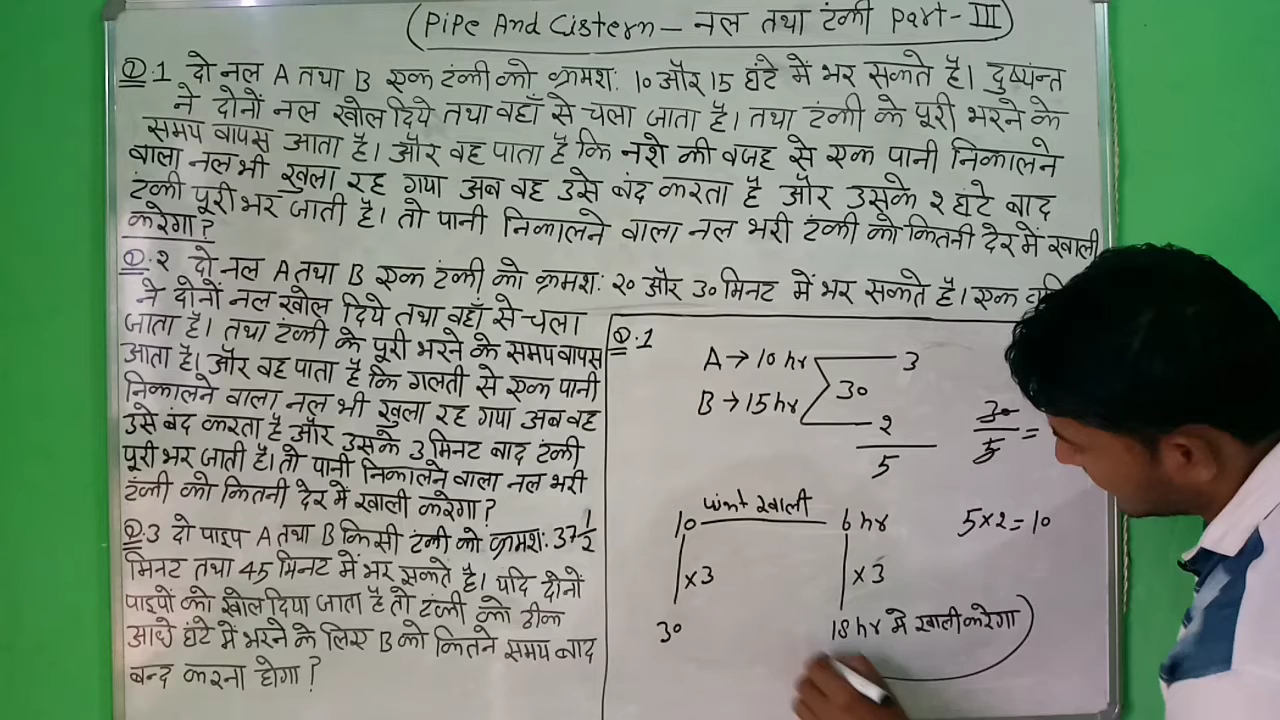 (Pipe And Cistern – नल तथा टंकी Part - III)
Q.1 दो नल A तथा B एक टंकी को क्रमश: 10 और 15 घंटे में भर सकते है। दुष्यंन्त
ने दोनों नल खोल दिये तथा वहाँ से चला जाता है। तथा टंकी के पूरी भरने के
समय वापस आता है। और वह पाता है कि नशे की वजह से एक पानी निकालने
वाला नल भी खुला रह गया अब वह उसे बंद करता है और उसके २ घंटे बाद
टंकी पूरी भर जाती है। तो पानी निकालने वाला नल भरी टंकी को कितनी देर में खाली
करेगा?
Q.२ दो नल A तथा B एक टंकी को क्रमश: २० और 30 मिनट में भर सकते है। एक
ने दोनों नल खोल दिये तथा वहाँ से चला
जाता है। तथा टंकी के पूरी भरने के समय वापस
आता है। और वह पाता है कि गलती से एक पानी
निकालने वाला नल भी खुला रह गया अब वह
उसे बंद करता है और उसके 3 मिनट बाद टंकी
पूरी भर जाती है। तो पानी निकालने वाला नल भरी
टंकी को कितनी देर में खाली करेगा?
Q.3 दो पाइप A तथा B किसी टंकी को क्रमश: 37 1/2
मिनट तथा 45 मिनट में भर सकते है। यदि दोनों
पाइपों को खोल दिया जाता है तो टंकी को ठीक
आधे घंटे में भरने के लिए B को कितने समय बाद
बन्द करना होगा?
Q.1
A → 10 hr 3
30
B → 15 hr २
5
30/5 =
10 unit खाली 6 hr 5×2=10
×3 ×3
30 18 hr मे खाली करेगा